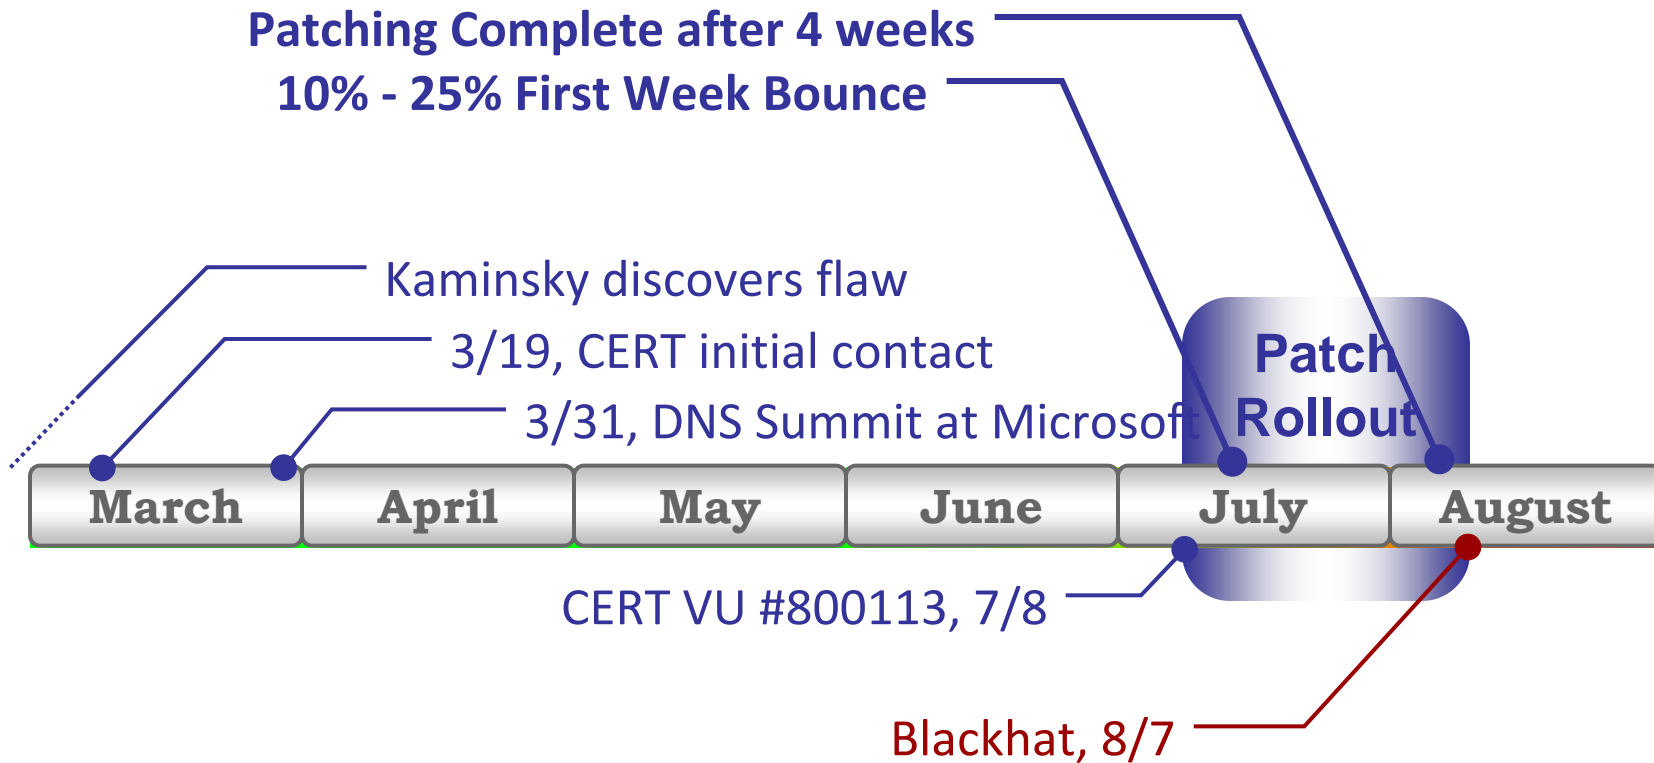 Patching Complete after 4 weeks
10% - 25% First Week Bounce
Kaminsky discovers flaw
3/19, CERT initial contact
3/31, DNS Summit at Microsoft
Patch
Rollout
March April May June July August
CERT VU #800113, 7/8
Blackhat, 8/7